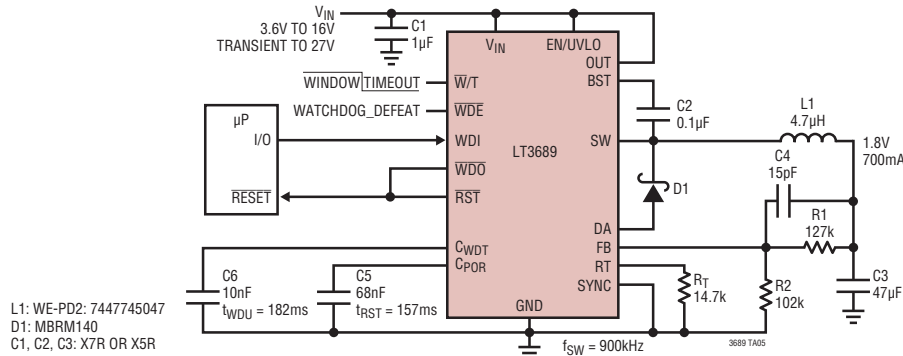 VIN
3.6V TO 16V
TRANSIENT TO 27V
C1
1µF
VIN
EN/UVLO
OUT
BST
WINDOW TIMEOUT
W/T
WATCHDOG_DEFEAT
WDE
µP
I/O
WDI
LT3689
SW
C2
0.1µF
L1
4.7µH
1.8V
700mA
WDO
RESET
RST
D1
C4
15pF
DA
R1
127k
CWDT
FB
CPOR
RT
SYNC
C6
10nF
tWDU = 182ms
C5
68nF
tRST = 157ms
RT
14.7k
R2
102k
C3
47µF
GND
L1: WE-PD2: 7447745047
D1: MBRM140
C1, C2, C3: X7R OR X5R
fSW = 900kHz
3689 TA05